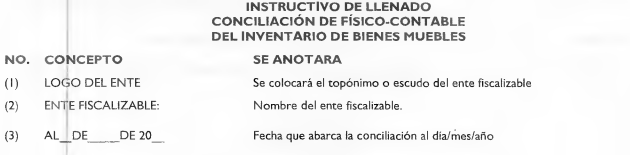 INSTRUCTIVO DE LLENADO
CONCILIACIÓN DE FÍSICO-CONTABLE
DEL INVENTARIO DE BIENES MUEBLES
NO. CONCEPTO SE ANOTARA
(1) LOGO DEL ENTE Se colocará el topónimo o escudo del ente fiscalizable
(2) ENTE FISCALIZABLE: Nombre del ente fiscalizable.
(3) AL__DE_____DE 20__ Fecha que abarca la conciliación al dia/mes/año